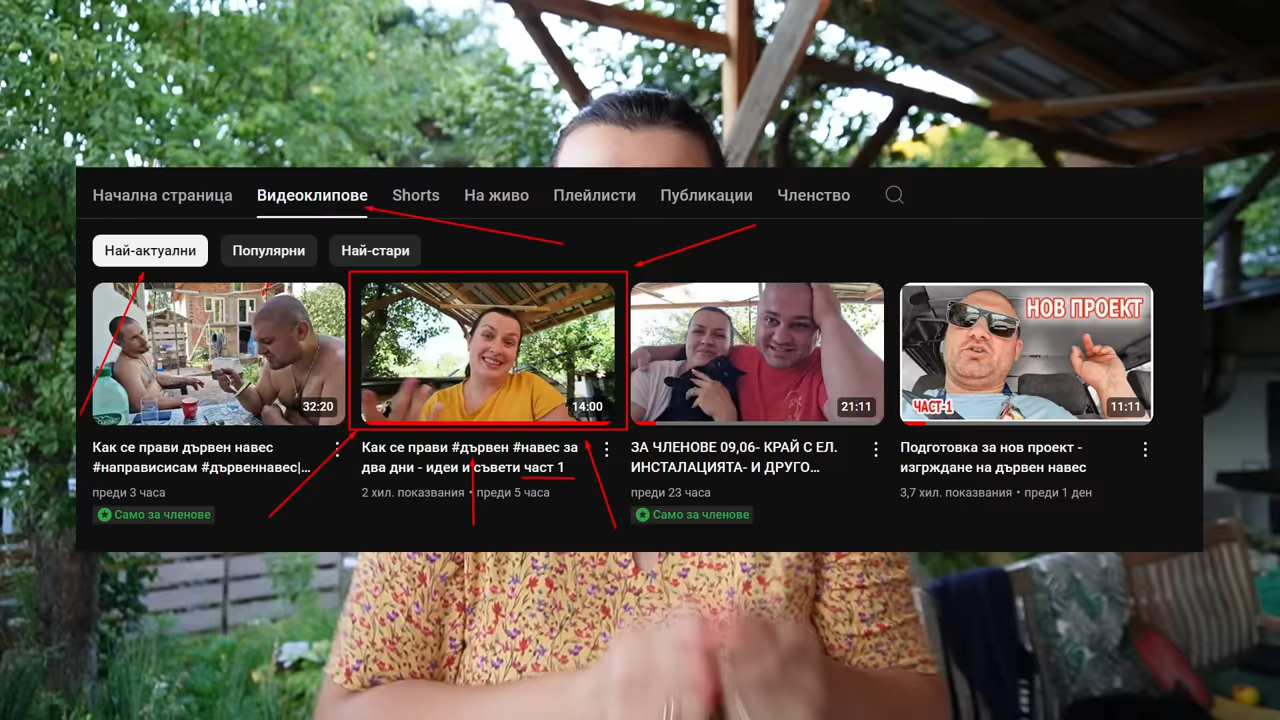 Начална страница Видеоклипове Shorts На живо Плейлисти Публикации Членство
Най-актуални Популярни Най-стари
32:20
14:00
21:11
НОВ ПРОЕКТ
ЧАСТ-1
11:11
Как се прави дървен навес
#направисисам #дървеннавес|...
преди 3 часа
Само за членове
Как се прави #дървен #навес за
два дни - идеи и съвети част 1
2 хил. показвания • преди 5 часа
ЗА ЧЛЕНОВЕ 09,06- КРАЙ С ЕЛ.
ИНСТАЛАЦИЯТА- И ДРУГО...
преди 23 часа
Само за членове
Подготовка за нов проект -
изгрждане на дървен навес
3,7 хил. показвания • преди 1 ден